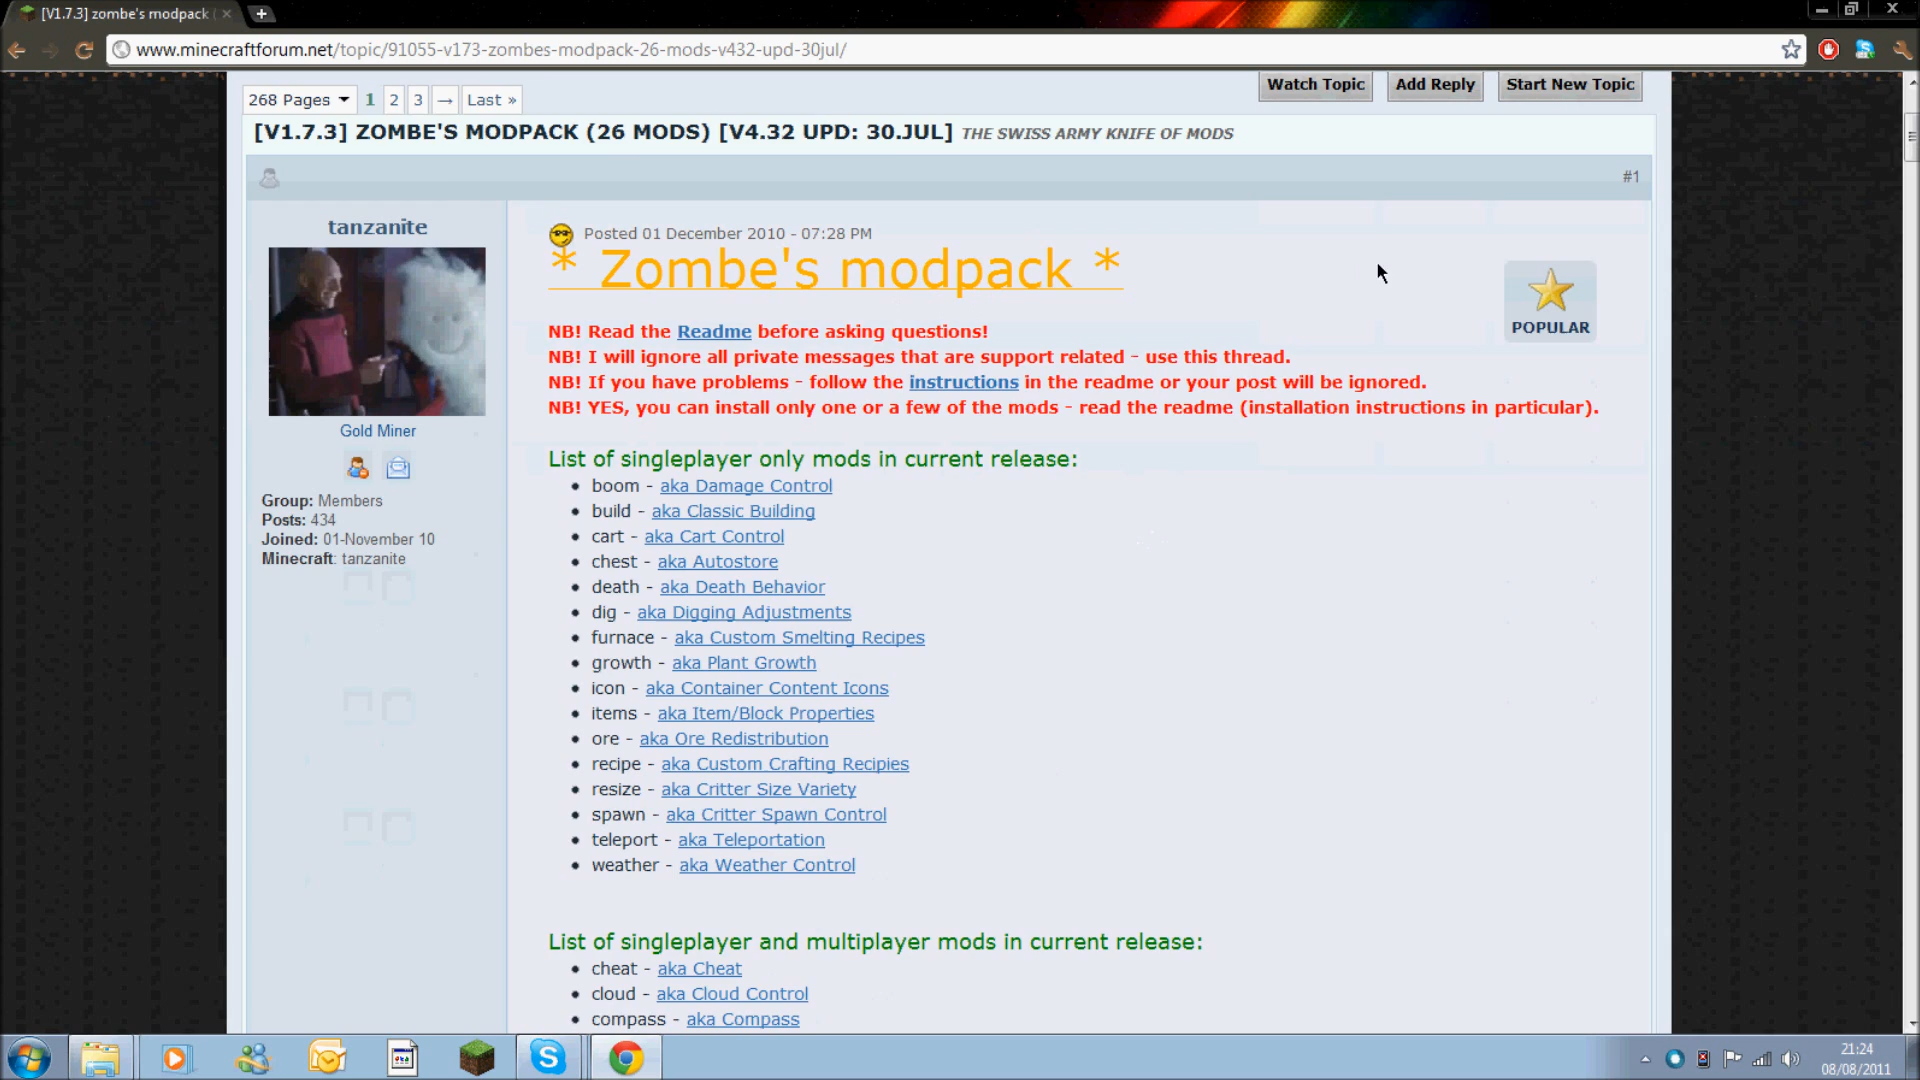 [V1.7.3] zombe's modpack (
www.minecraftforum.net/topic/91055-v173-zombes-modpack-26-mods-v432-upd-30jul/
268 Pages 1 2 3 → Last »
Watch Topic Add Reply Start New Topic
[V1.7.3] ZOMBE'S MODPACK (26 MODS) [V4.32 UPD: 30.JUL] THE SWISS ARMY KNIFE OF MODS
#1
tanzanite
Gold Miner
Group: Members
Posts: 434
Joined: 01-November 10
Minecraft: tanzanite
Posted 01 December 2010 - 07:28 PM
* Zombe's modpack *
POPULAR
NB! Read the Readme before asking questions!
NB! I will ignore all private messages that are support related - use this thread.
NB! If you have problems - follow the instructions in the readme or your post will be ignored.
NB! YES, you can install only one or a few of the mods - read the readme (installation instructions in particular).
List of singleplayer only mods in current release:
• boom - aka Damage Control
• build - aka Classic Building
• cart - aka Cart Control
• chest - aka Autostore
• death - aka Death Behavior
• dig - aka Digging Adjustments
• furnace - aka Custom Smelting Recipes
• growth - aka Plant Growth
• icon - aka Container Content Icons
• items - aka Item/Block Properties
• ore - aka Ore Redistribution
• recipe - aka Custom Crafting Recipies
• resize - aka Critter Size Variety
• spawn - aka Critter Spawn Control
• teleport - aka Teleportation
• weather - aka Weather Control
List of singleplayer and multiplayer mods in current release:
• cheat - aka Cheat
• cloud - aka Cloud Control
• compass - aka Compass
21:24
08/08/2011